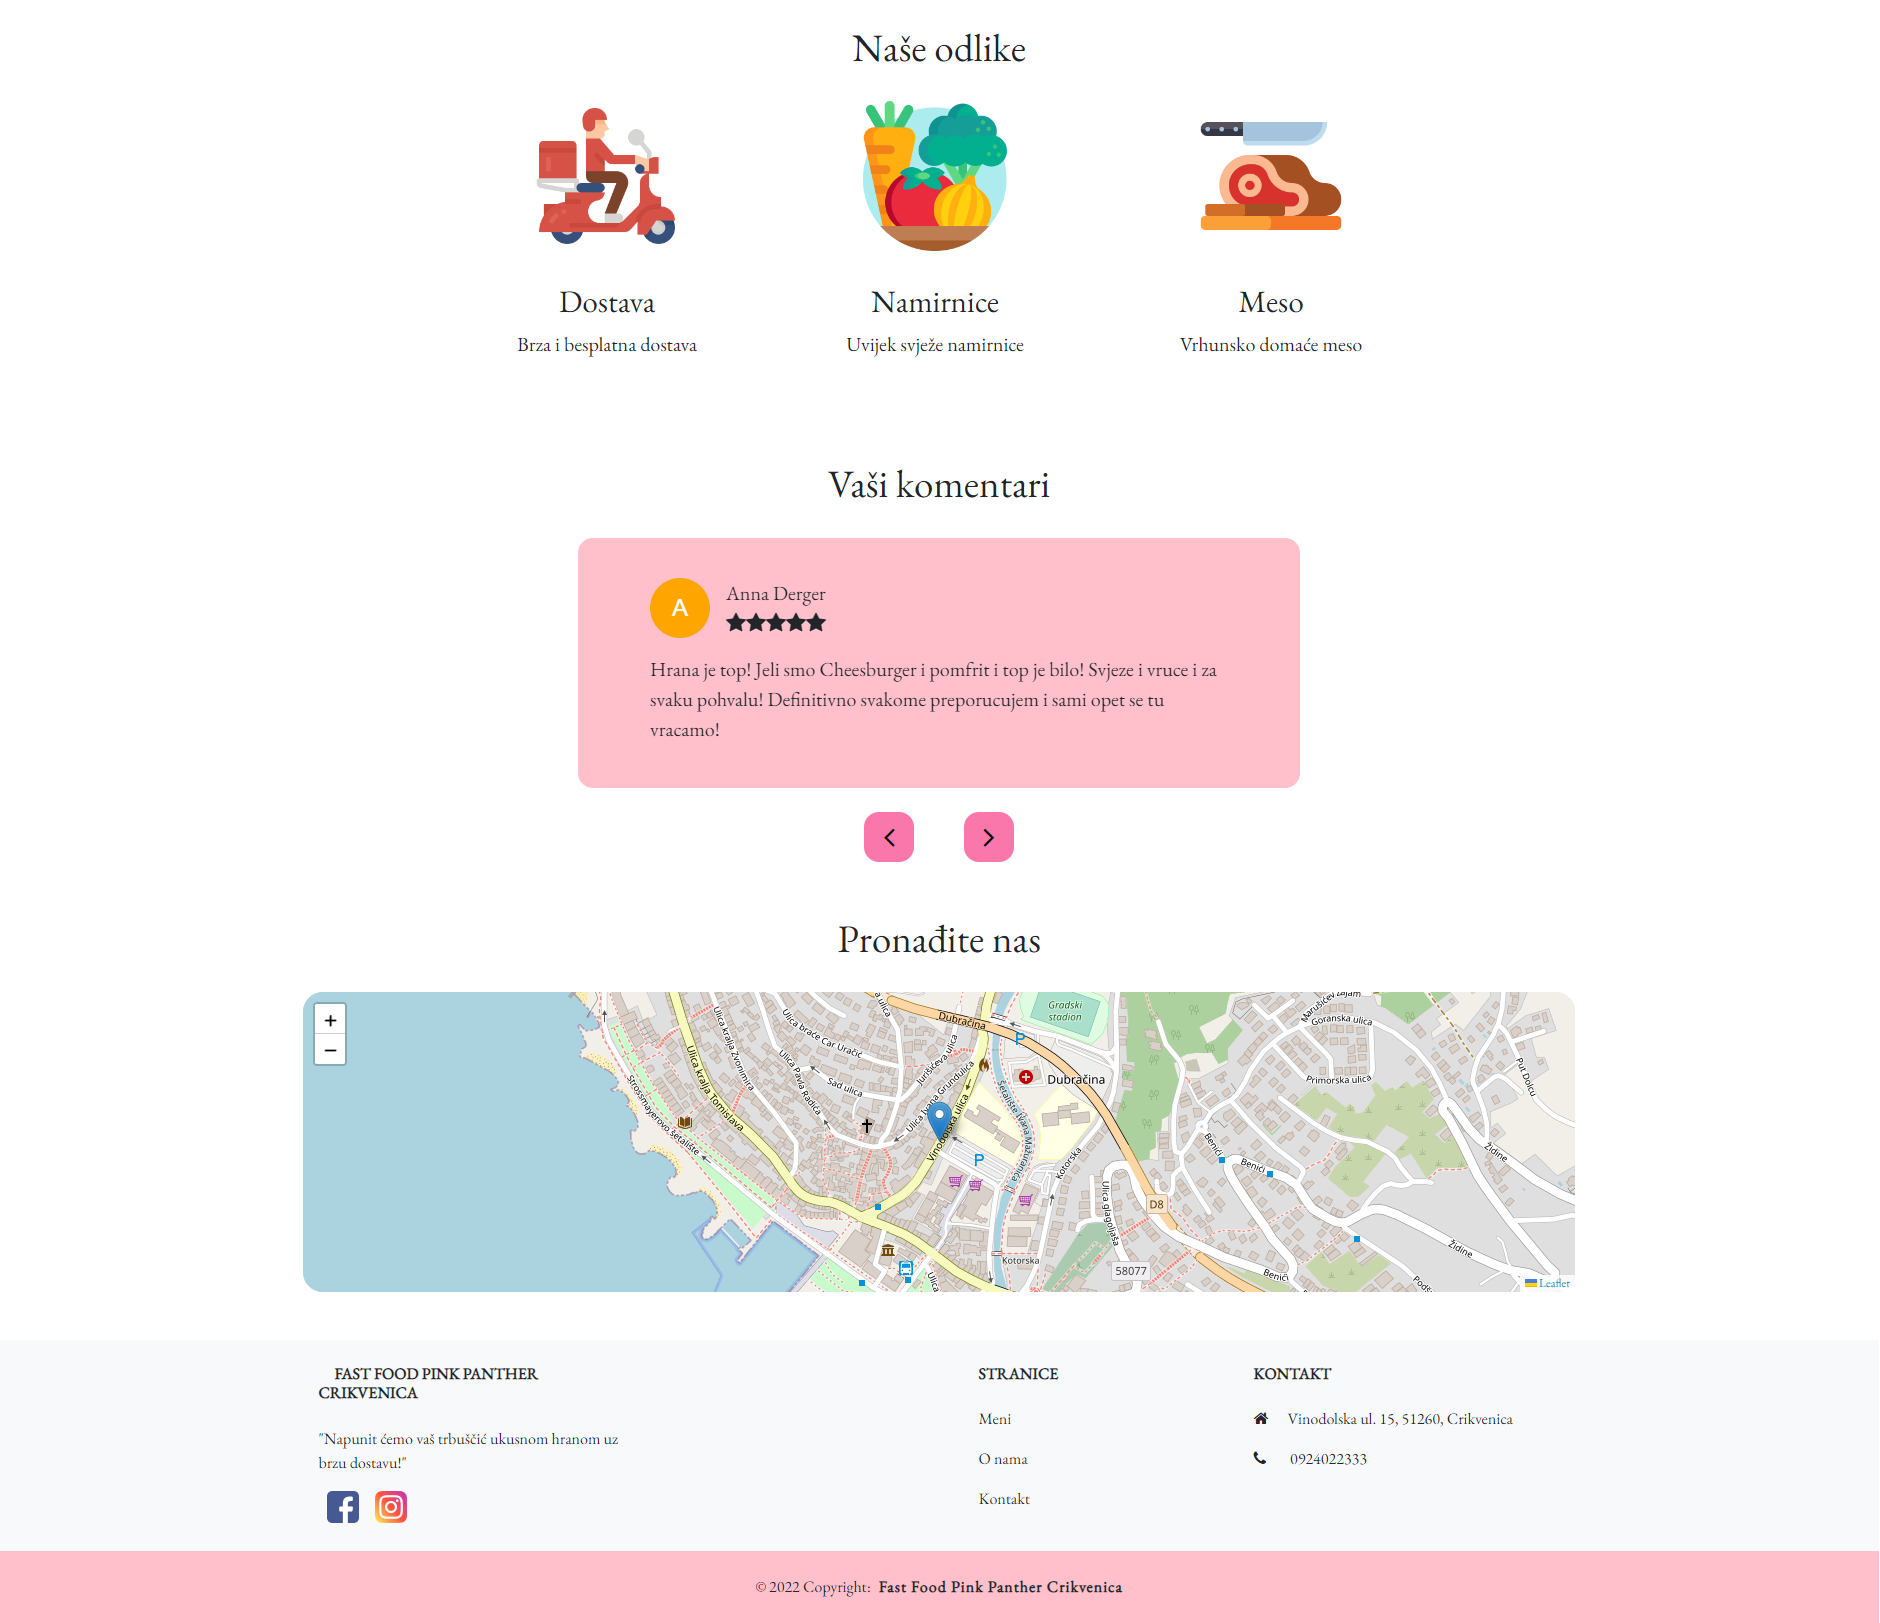 Naše odlike
Dostava
Brza i besplatna dostava
Namirnice
Uvijek svježe namirnice
Meso
Vrhunsko domaće meso
Vaši komentari
A
Anna Derger
Hrana je top! Jeli smo Cheesburger i pomfrit i top je bilo! Svjeze i vruce i za
svaku pohvalu! Definitivno svakome preporucujem i sami opet se tu
vracamo!
Pronađite nas
+
−
Gradski
stadion
Dubračina
P
Dubračina
Ulica braće Car Uračić
Ulica kralja Zvonimira
Ulica kralja Tomislava
Ulica Pavla Radića
Sad ulica
Jurišićeva ulica
Ulica Ivana Grundulića
Vinodolska ulica
Šetalište Ivana Mažuranića
Strossmayerovo šetalište
P
Kotorska
Kotorska
Ulica glagoljaša
D8
58077
Goranska ulica
Primorska ulica
Put Dolcu
Benići
Benići
Benići
Židine
Židine
Leaflet
FAST FOOD PINK PANTHER
CRIKVENICA
"Napunit ćemo vaš trbuščić ukusnom hranom uz
brzu dostavu!"
STRANICE
Meni
O nama
Kontakt
KONTAKT
Vinodolska ul. 15, 51260, Crikvenica
0924022333
© 2022 Copyright: Fast Food Pink Panther Crikvenica